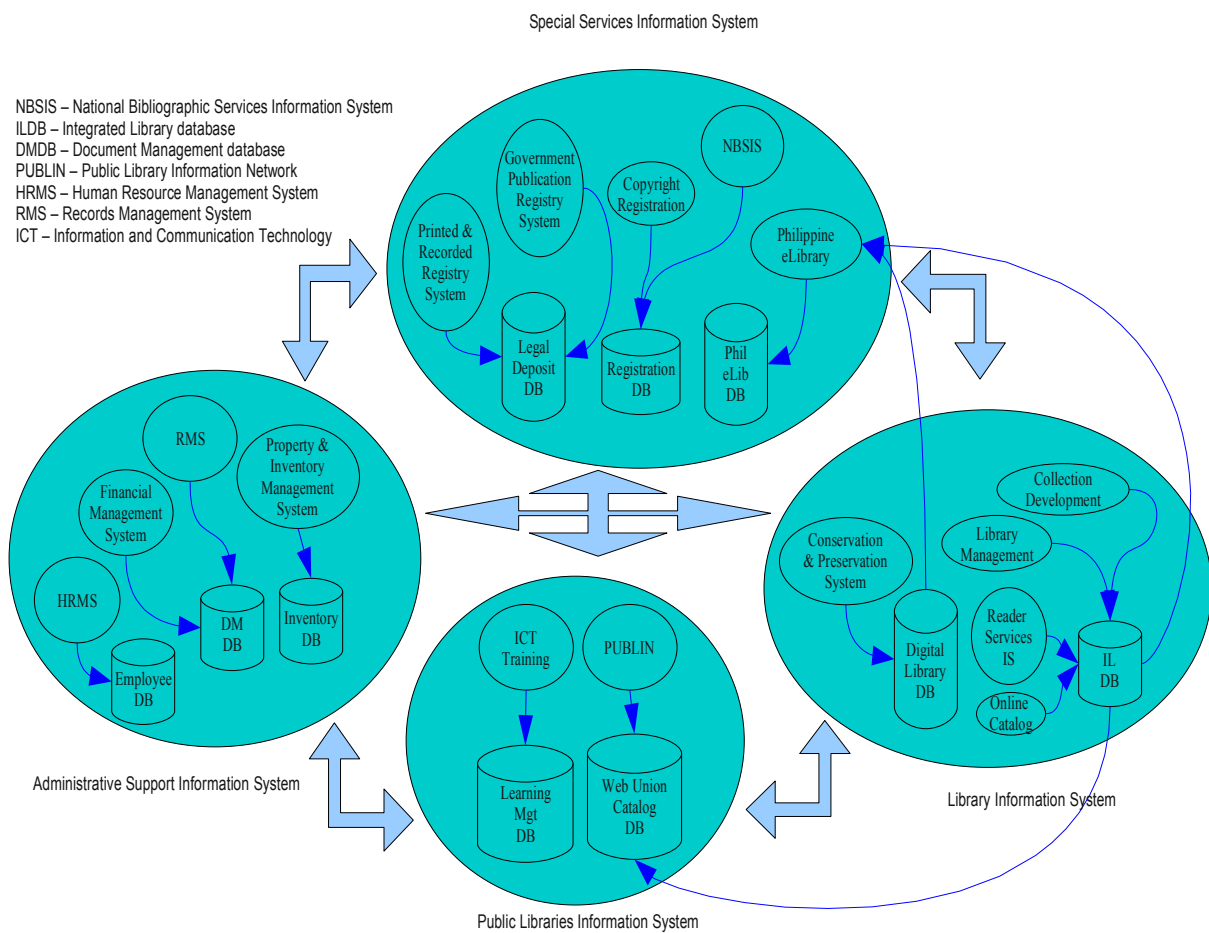 Special Services Information System
NBSIS – National Bibliographic Services Information System
ILDB – Integrated Library database
DMDB – Document Management database
PUBLIN – Public Library Information Network
HRMS – Human Resource Management System
RMS – Records Management System
ICT – Information and Communication Technology
Printed &
Recorded
Registry
System
Government
Publication
Registry
System
Copyright
Registration
NBSIS
Philippine
eLibrary
Legal
Deposit
DB
Registration
DB
Phil
eLib
DB
RMS
Property &
Inventory
Management
System
Financial
Management
System
HRMS
DM
DB
Inventory
DB
Employee
DB
Administrative Support Information System
ICT
Training
PUBLIN
Learning
Mgt
DB
Web Union
Catalog
DB
Public Libraries Information System
Collection
Development
Library
Management
Conservation
& Preservation
System
Reader
Services
IS
Online
Catalog
Digital
Library
DB
IL
DB
Library Information System